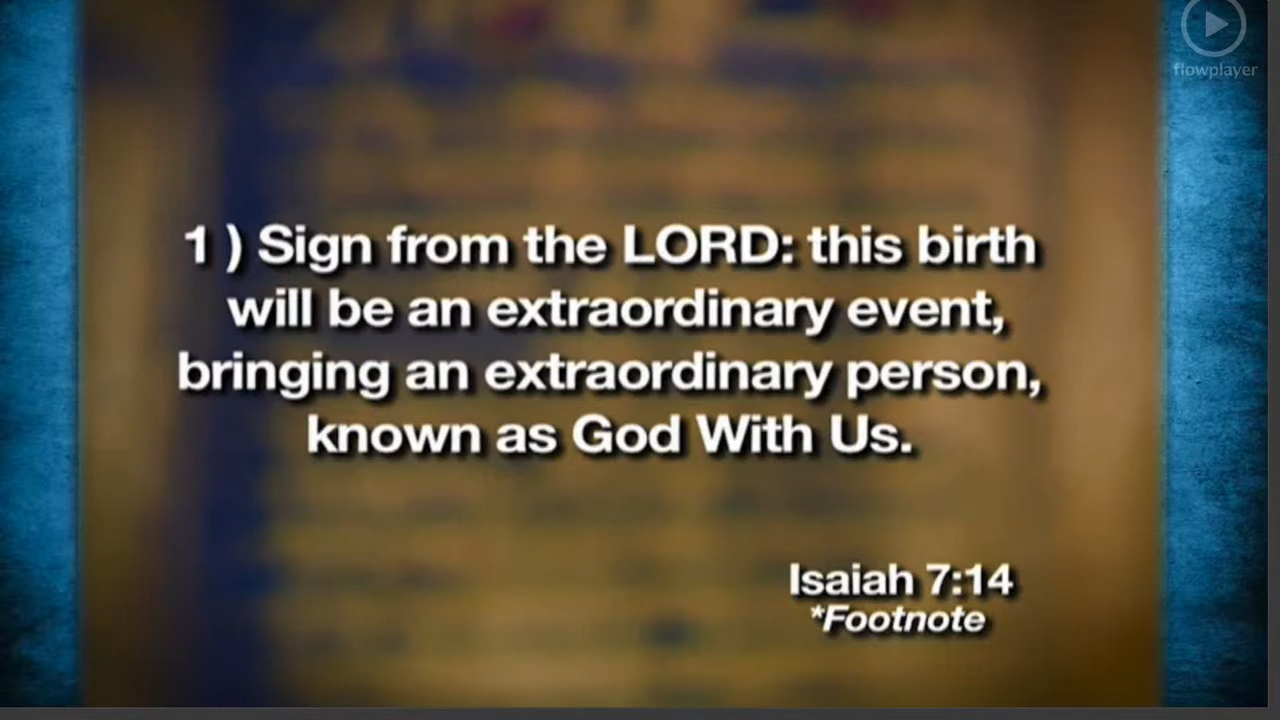 flowplayer
1 ) Sign from the LORD: this birth
will be an extraordinary event,
bringing an extraordinary person,
known as God With Us.
Isaiah 7:14
*Footnote